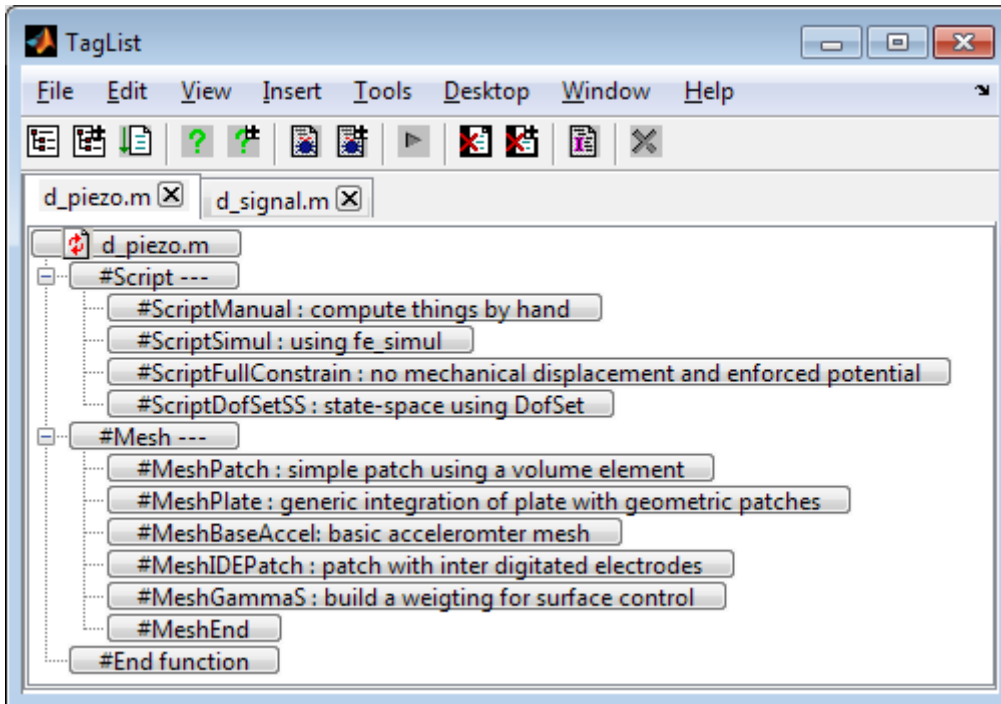 TagList
File Edit View Insert Tools Desktop Window Help
d_piezo.m d_signal.m
d_piezo.m
#Script ---
#ScriptManual : compute things by hand
#ScriptSimul : using fe_simul
#ScriptFullConstrain : no mechanical displacement and enforced potential
#ScriptDofSetSS : state-space using DofSet
#Mesh ---
#MeshPatch : simple patch using a volume element
#MeshPlate : generic integration of plate with geometric patches
#MeshBaseAccel: basic acceleromter mesh
#MeshIDEPatch : patch with inter digitated electrodes
#MeshGammaS : build a weigting for surface control
#MeshEnd
#End function